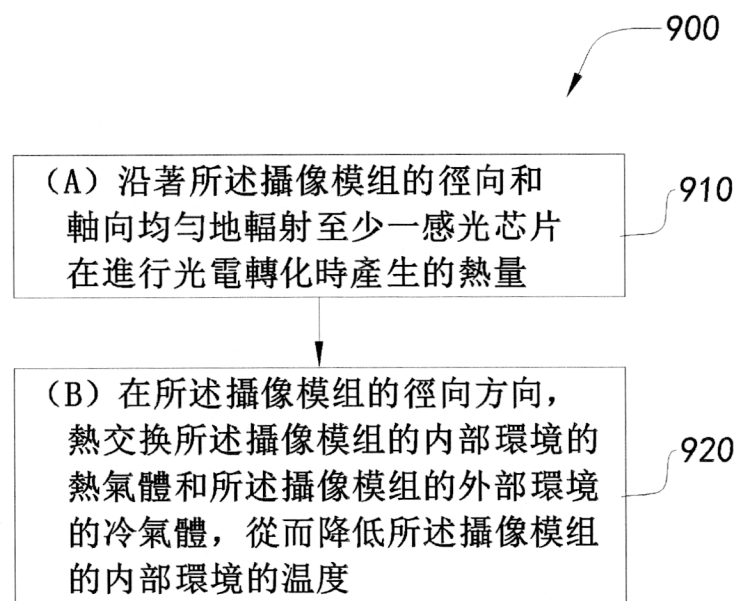 900
(A)沿著所述攝像模组的徑向和
軸向均勻地輻射至少一感光芯片
在進行光電轉化時產生的熱量
910
(B)在所述攝像模组的徑向方向，
熱交换所述攝像模组的内部環境的
熱氣體和所述攝像模组的外部環境
的冷氣體，從而降低所述攝像模组
的内部環境的温度
920